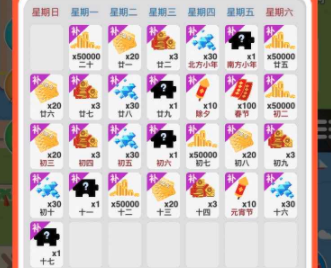 星期日 星期一 星期二 星期三 星期四 星期五 星期六
补 补 补 补 补 补
x50000 x20 x3 x30 x1 x50000
二十 廿一 廿二 北方小年 南方小年 廿五
补 补 补 补 补 补 补
x20 x3 x30 x1 x10 x100 x50000
廿六 廿七 廿八 廿九 除夕 春节 初二
补 补 补 补 补 补 补
x20 x3 x30 x1 x50000 x20 x3
初三 初四 初五 初六 初七 初八 初九
补 补 补 补 补 补 补
x30 x1 x50000 x20 x3 x10 x30
初十 十一 十二 十三 十四 元宵节 十六
补
x1
十七